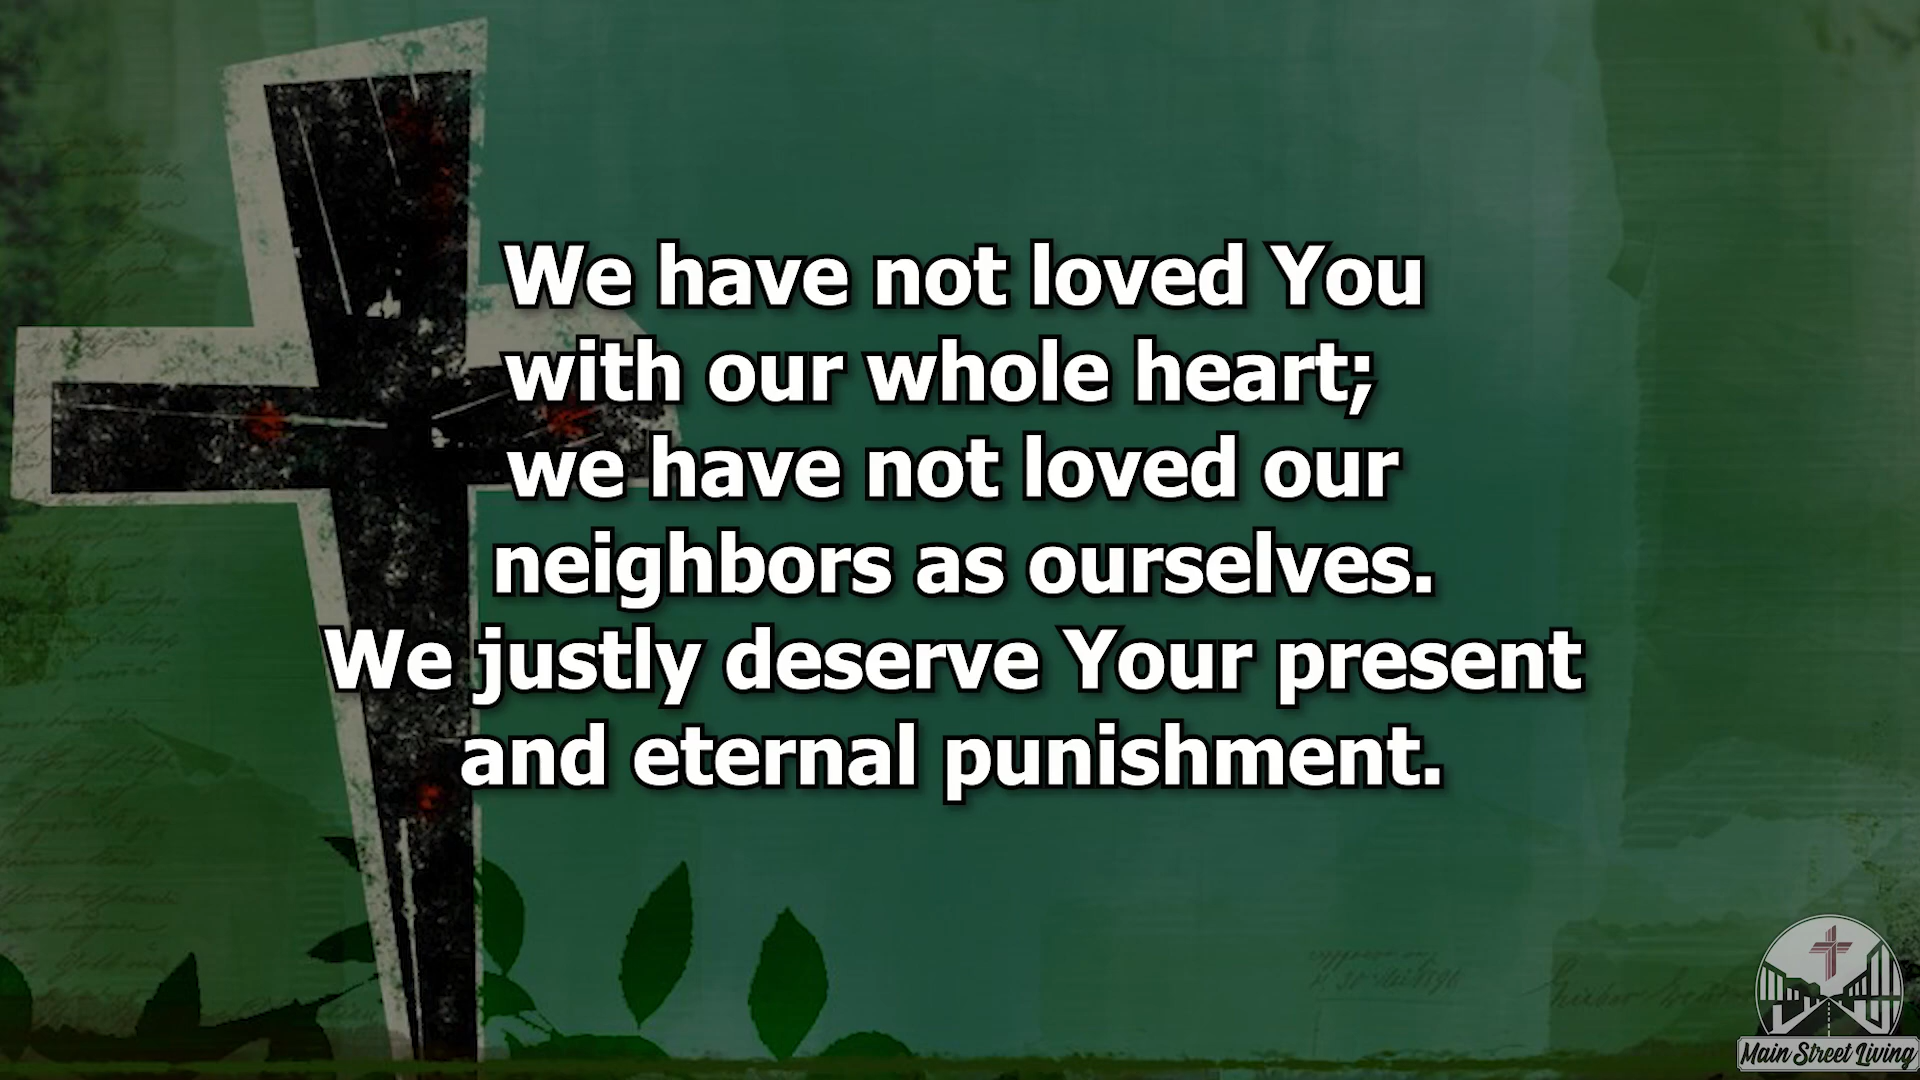 We have not loved You
with our whole heart;
we have not loved our
neighbors as ourselves.
We justly deserve Your present
and eternal punishment.
Main Street Living